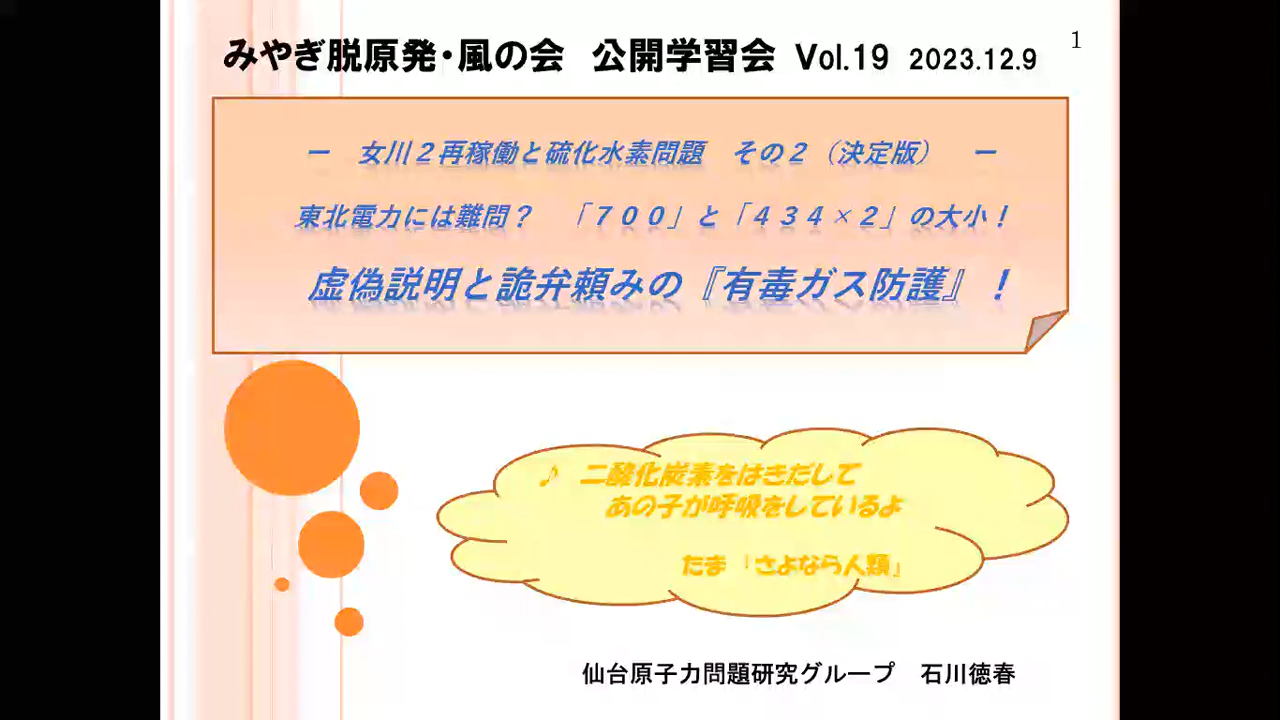 みやぎ脱原発・風の会　公開学習会 Vol.19 2023.12.9
1
ー　女川２再稼働と硫化水素問題　その２（決定版）　ー
東北電力には難問？　「７００」と「４３４×２」の大小！
虚偽説明と詭弁頼みの『有毒ガス防護』！
♪　二酸化炭素をはきだして
あの子が呼吸をしているよ
たま「さよなら人類」
仙台原子力問題研究グループ　石川徳春